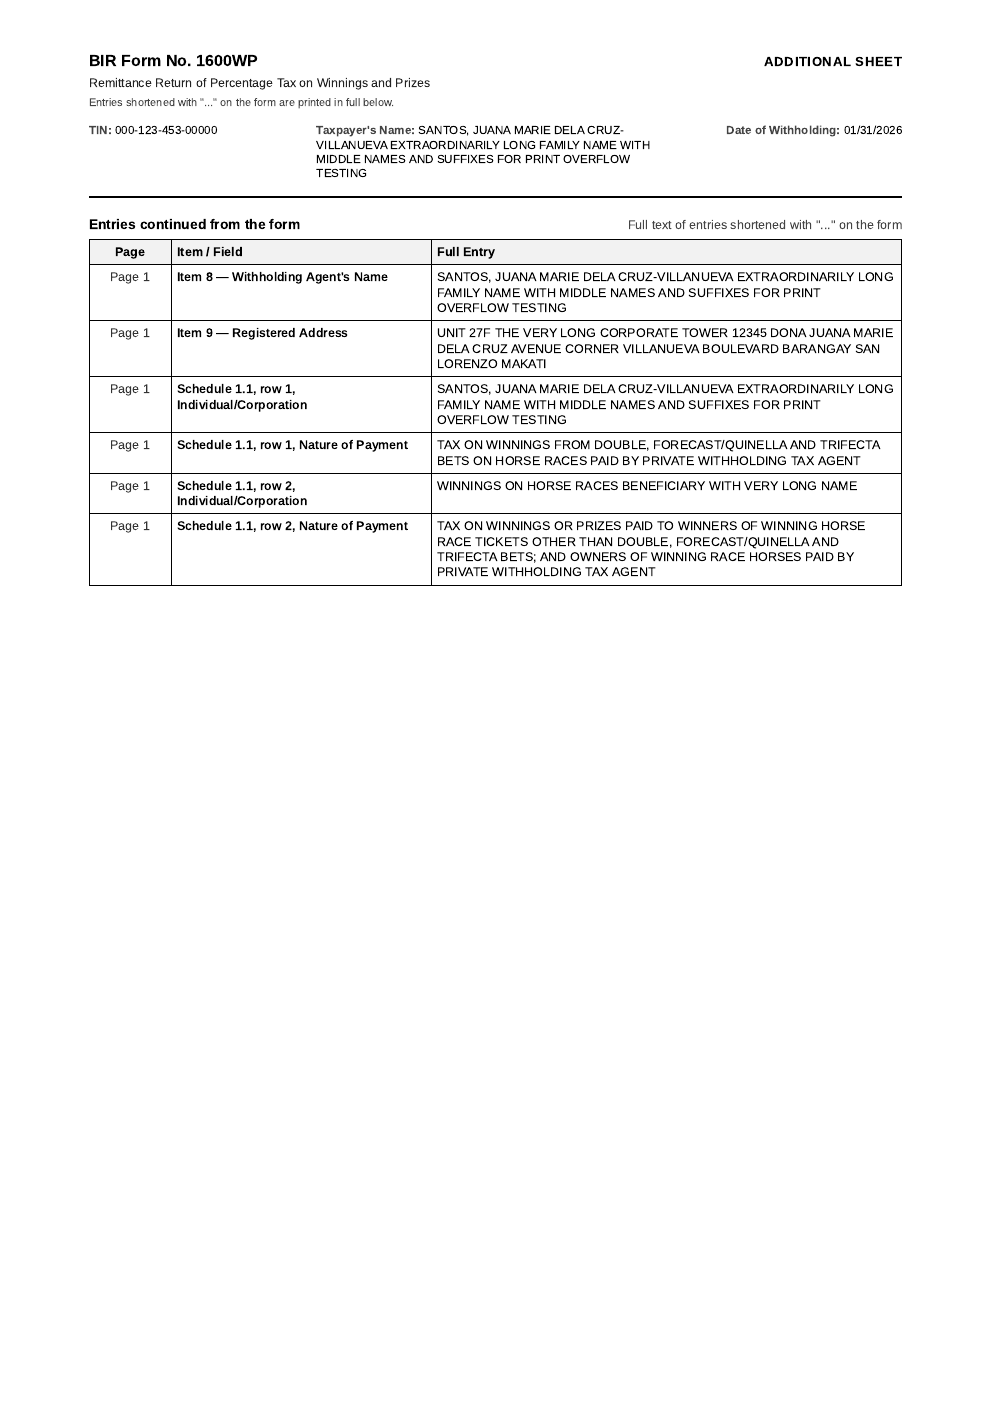 BIR Form No. 1600WP
ADDITIONAL SHEET
Remittance Return of Percentage Tax on Winnings and Prizes
Entries shortened with "..." on the form are printed in full below.
TIN: 000-123-453-00000
Taxpayer's Name: SANTOS, JUANA MARIE DELA CRUZ-
VILLANUEVA EXTRAORDINARILY LONG FAMILY NAME WITH
MIDDLE NAMES AND SUFFIXES FOR PRINT OVERFLOW
TESTING
Date of Withholding: 01/31/2026
Entries continued from the form
Full text of entries shortened with "..." on the form
Page
Item / Field
Full Entry
Page 1
Item 8 — Withholding Agent's Name
SANTOS, JUANA MARIE DELA CRUZ-VILLANUEVA EXTRAORDINARILY LONG
FAMILY NAME WITH MIDDLE NAMES AND SUFFIXES FOR PRINT
OVERFLOW TESTING
Page 1
Item 9 — Registered Address
UNIT 27F THE VERY LONG CORPORATE TOWER 12345 DONA JUANA MARIE
DELA CRUZ AVENUE CORNER VILLANUEVA BOULEVARD BARANGAY SAN
LORENZO MAKATI
Page 1
Schedule 1.1, row 1,
Individual/Corporation
SANTOS, JUANA MARIE DELA CRUZ-VILLANUEVA EXTRAORDINARILY LONG
FAMILY NAME WITH MIDDLE NAMES AND SUFFIXES FOR PRINT
OVERFLOW TESTING
Page 1
Schedule 1.1, row 1, Nature of Payment
TAX ON WINNINGS FROM DOUBLE, FORECAST/QUINELLA AND TRIFECTA
BETS ON HORSE RACES PAID BY PRIVATE WITHHOLDING TAX AGENT
Page 1
Schedule 1.1, row 2,
Individual/Corporation
WINNINGS ON HORSE RACES BENEFICIARY WITH VERY LONG NAME
Page 1
Schedule 1.1, row 2, Nature of Payment
TAX ON WINNINGS OR PRIZES PAID TO WINNERS OF WINNING HORSE
RACE TICKETS OTHER THAN DOUBLE, FORECAST/QUINELLA AND
TRIFECTA BETS; AND OWNERS OF WINNING RACE HORSES PAID BY
PRIVATE WITHHOLDING TAX AGENT